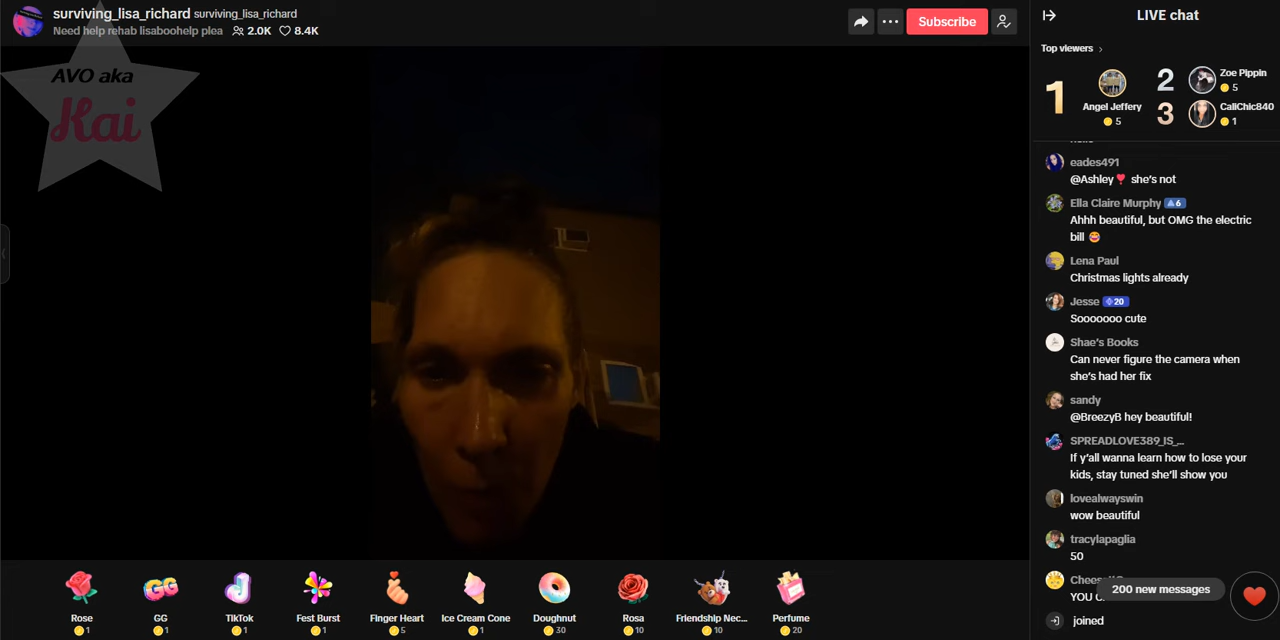 surviving_lisa_richard surviving_lisa_richard
Need help rehab lisaboohelp plea 2.0K 8.4K
Subscribe
AVO aka
Kai
LIVE chat
Top viewers
1 Angel Jeffery 5
2 Zoe Pippin 5
3 CaliChic840 1
eades491
@Ashley❣️ she's not
Ella Claire Murphy 6
Ahhh beautiful, but OMG the electric
bill 😂
Lena Paul
Christmas lights already
Jesse 20
Sooooooo cute
Shae's Books
Can never figure the camera when
she's had her fix
sandy
@BreezyB hey beautiful!
SPREADLOVE389_IS_...
If y'all wanna learn how to lose your
kids, stay tuned she'll show you
lovealwayswin
wow beautiful
tracylapaglia
50
200 new messages
joined
Rose GG TikTok Fest Burst Finger Heart Ice Cream Cone Doughnut Rosa Friendship Nec... Perfume
1 1 1 1 5 1 30 10 10 20